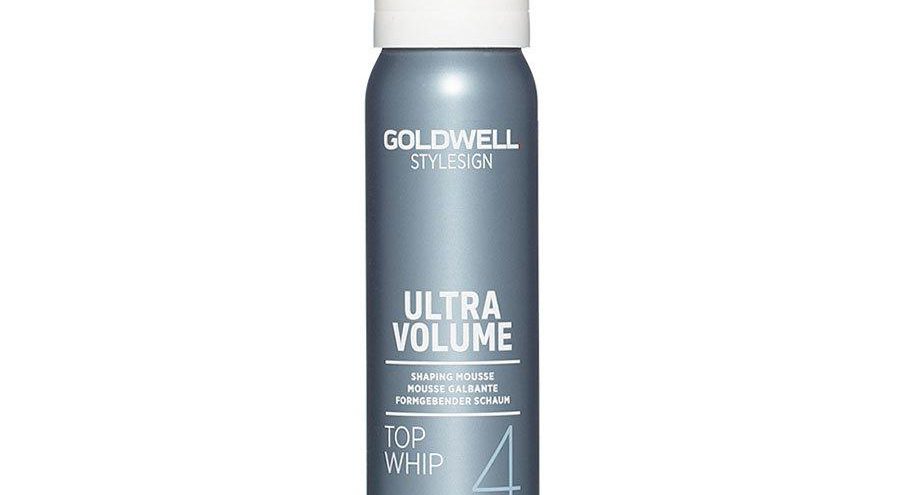 GOLDWELL
STYLESIGN
ULTRA
VOLUME
SHAPING MOUSSE
MOUSSE GALBANTE
FORMGEBENDER SCHAUM
TOP
WHIP
4